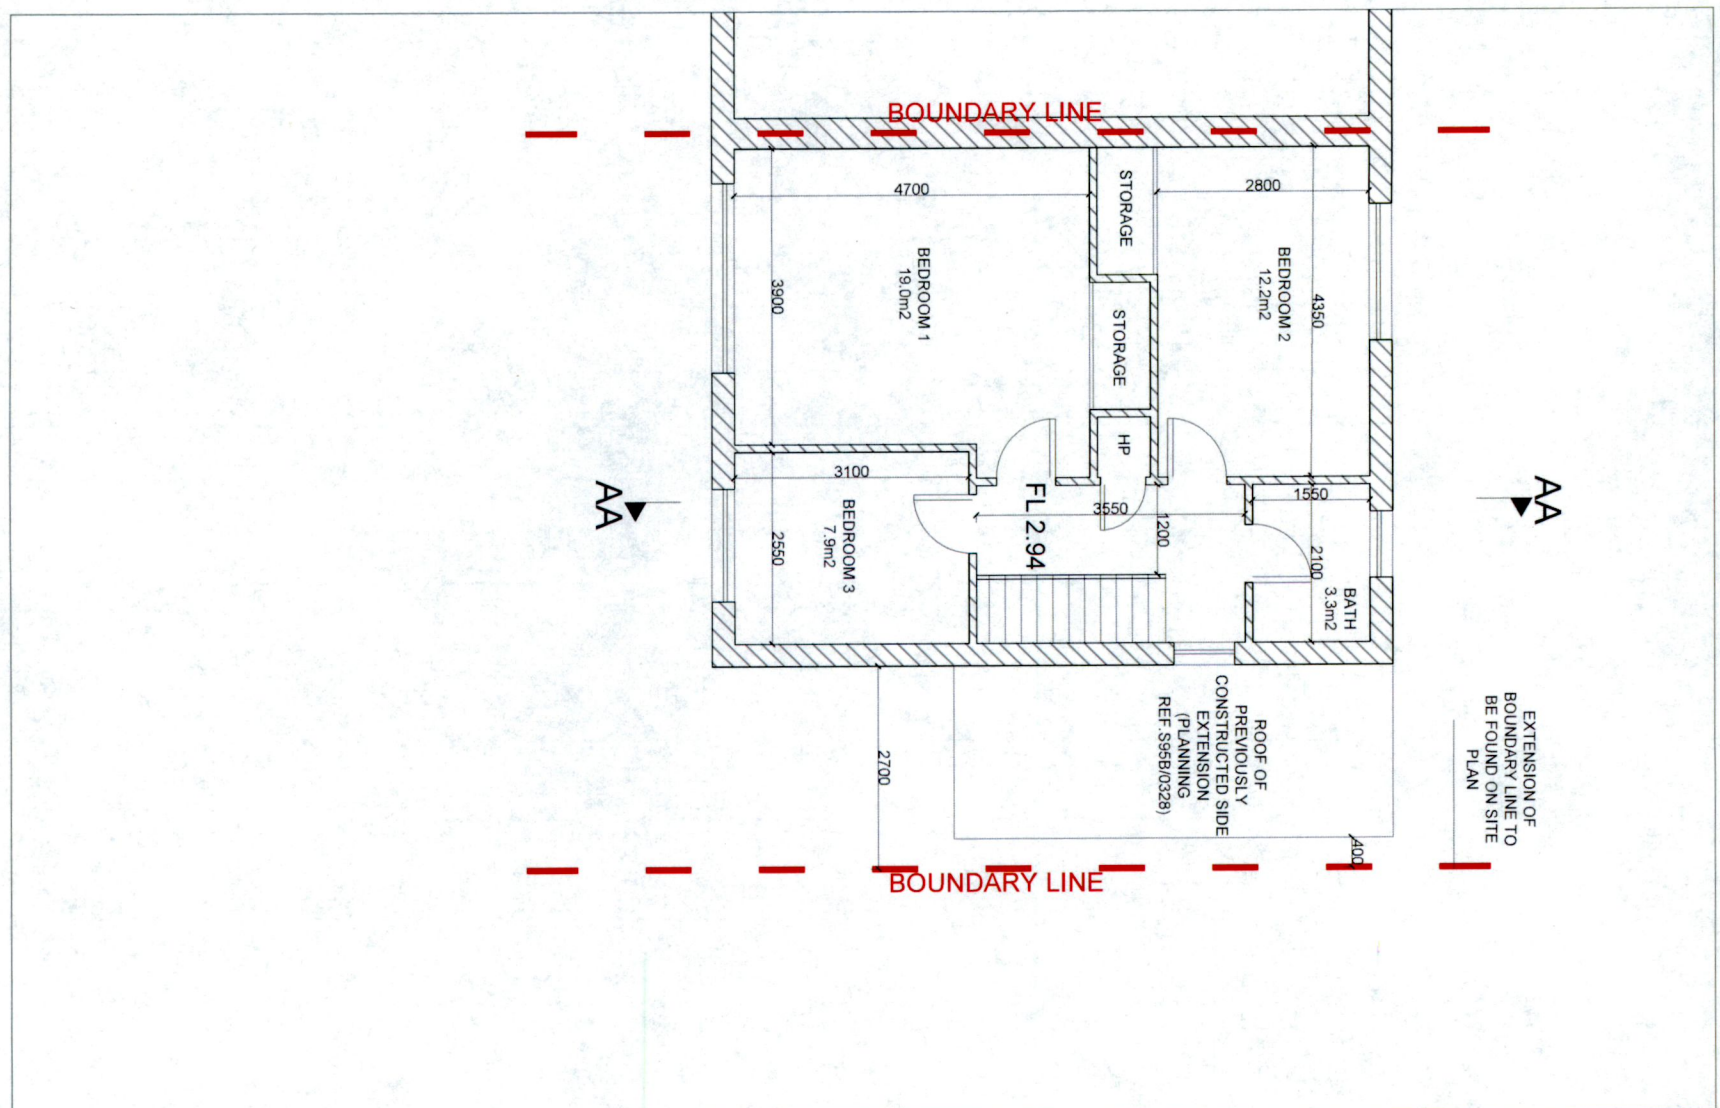 BOUNDARY LINE
4700
2800
STORAGE
BEDROOM 1
19.0m2
3900
STORAGE
BEDROOM 2
12.2m2
4350
HP
3100
BEDROOM 3
7.9m2
2550
FL 2.94
3550
1200
1550
2100
BATH
3.3m2
AA
AA
ROOF OF
PREVIOUSLY
CONSTRUCTED SIDE
EXTENSION
(PLANNING
REF.S95B/0328)
2700
400
EXTENSION OF
BOUNDARY LINE TO
BE FOUND ON SITE
PLAN
BOUNDARY LINE